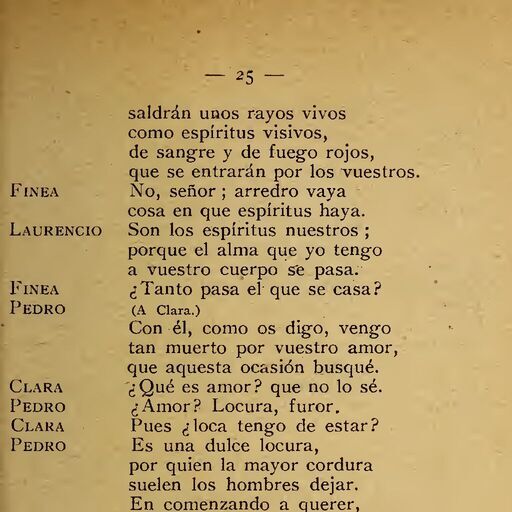 — 25 —
saldrán unos rayos vivos
como espíritus visivos,
de sangre y de fuego rojos,
que se entrarán por los vuestros.
FINEA No, señor ; arredro vaya
cosa en que espíritus haya.
LAURENCIO Son los espíritus nuestros ;
porque el alma que yo tengo
a vuestro cuerpo se pasa.
FINEA ¿Tanto pasa el que se casa?
PEDRO (A Clara.)
Con él, como os digo, vengo
tan muerto por vuestro amor,
que aquesta ocasión busqué.
CLARA ¿Qué es amor? que no lo sé.
PEDRO ¿Amor? Locura, furor.
CLARA Pues ¿loca tengo de estar?
PEDRO Es una dulce locura,
por quien la mayor cordura
suelen los hombres dejar.
En comenzando a querer,